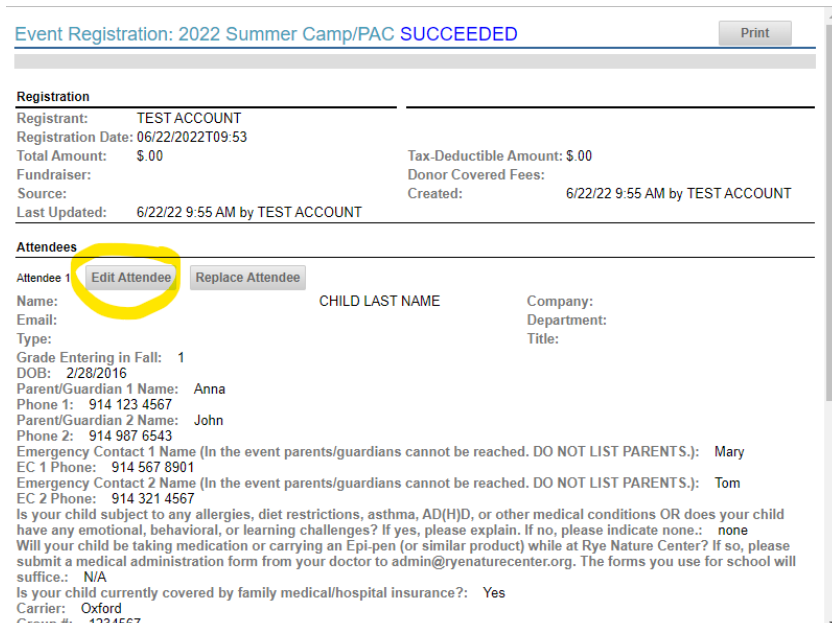 Event Registration: 2022 Summer Camp/PAC SUCCEEDED
Print
Registration
Registrant: TEST ACCOUNT
Registration Date: 06/22/2022T09:53
Total Amount: $.00 Tax-Deductible Amount: $.00
Fundraiser: Donor Covered Fees:
Source: Created: 6/22/22 9:55 AM by TEST ACCOUNT
Last Updated: 6/22/22 9:55 AM by TEST ACCOUNT
Attendees
Attendee 1 Edit Attendee Replace Attendee
Name: CHILD LAST NAME Company:
Email: Department:
Type: Title:
Grade Entering in Fall: 1
DOB: 2/28/2016
Parent/Guardian 1 Name: Anna
Phone 1: 914 123 4567
Parent/Guardian 2 Name: John
Phone 2: 914 987 6543
Emergency Contact 1 Name (In the event parents/guardians cannot be reached. DO NOT LIST PARENTS.): Mary
EC 1 Phone: 914 567 8901
Emergency Contact 2 Name (In the event parents/guardians cannot be reached. DO NOT LIST PARENTS.): Tom
EC 2 Phone: 914 321 4567
Is your child subject to any allergies, diet restrictions, asthma, AD(H)D, or other medical conditions OR does your child
have any emotional, behavioral, or learning challenges? If yes, please explain. If no, please indicate none.: none
Will your child be taking medication or carrying an Epi-pen (or similar product) while at Rye Nature Center? If so, please
submit a medical administration form from your doctor to admin@ryenaturecenter.org. The forms you use for school will
suffice.: N/A
Is your child currently covered by family medical/hospital insurance?: Yes
Carrier: Oxford
Group #: 1234567